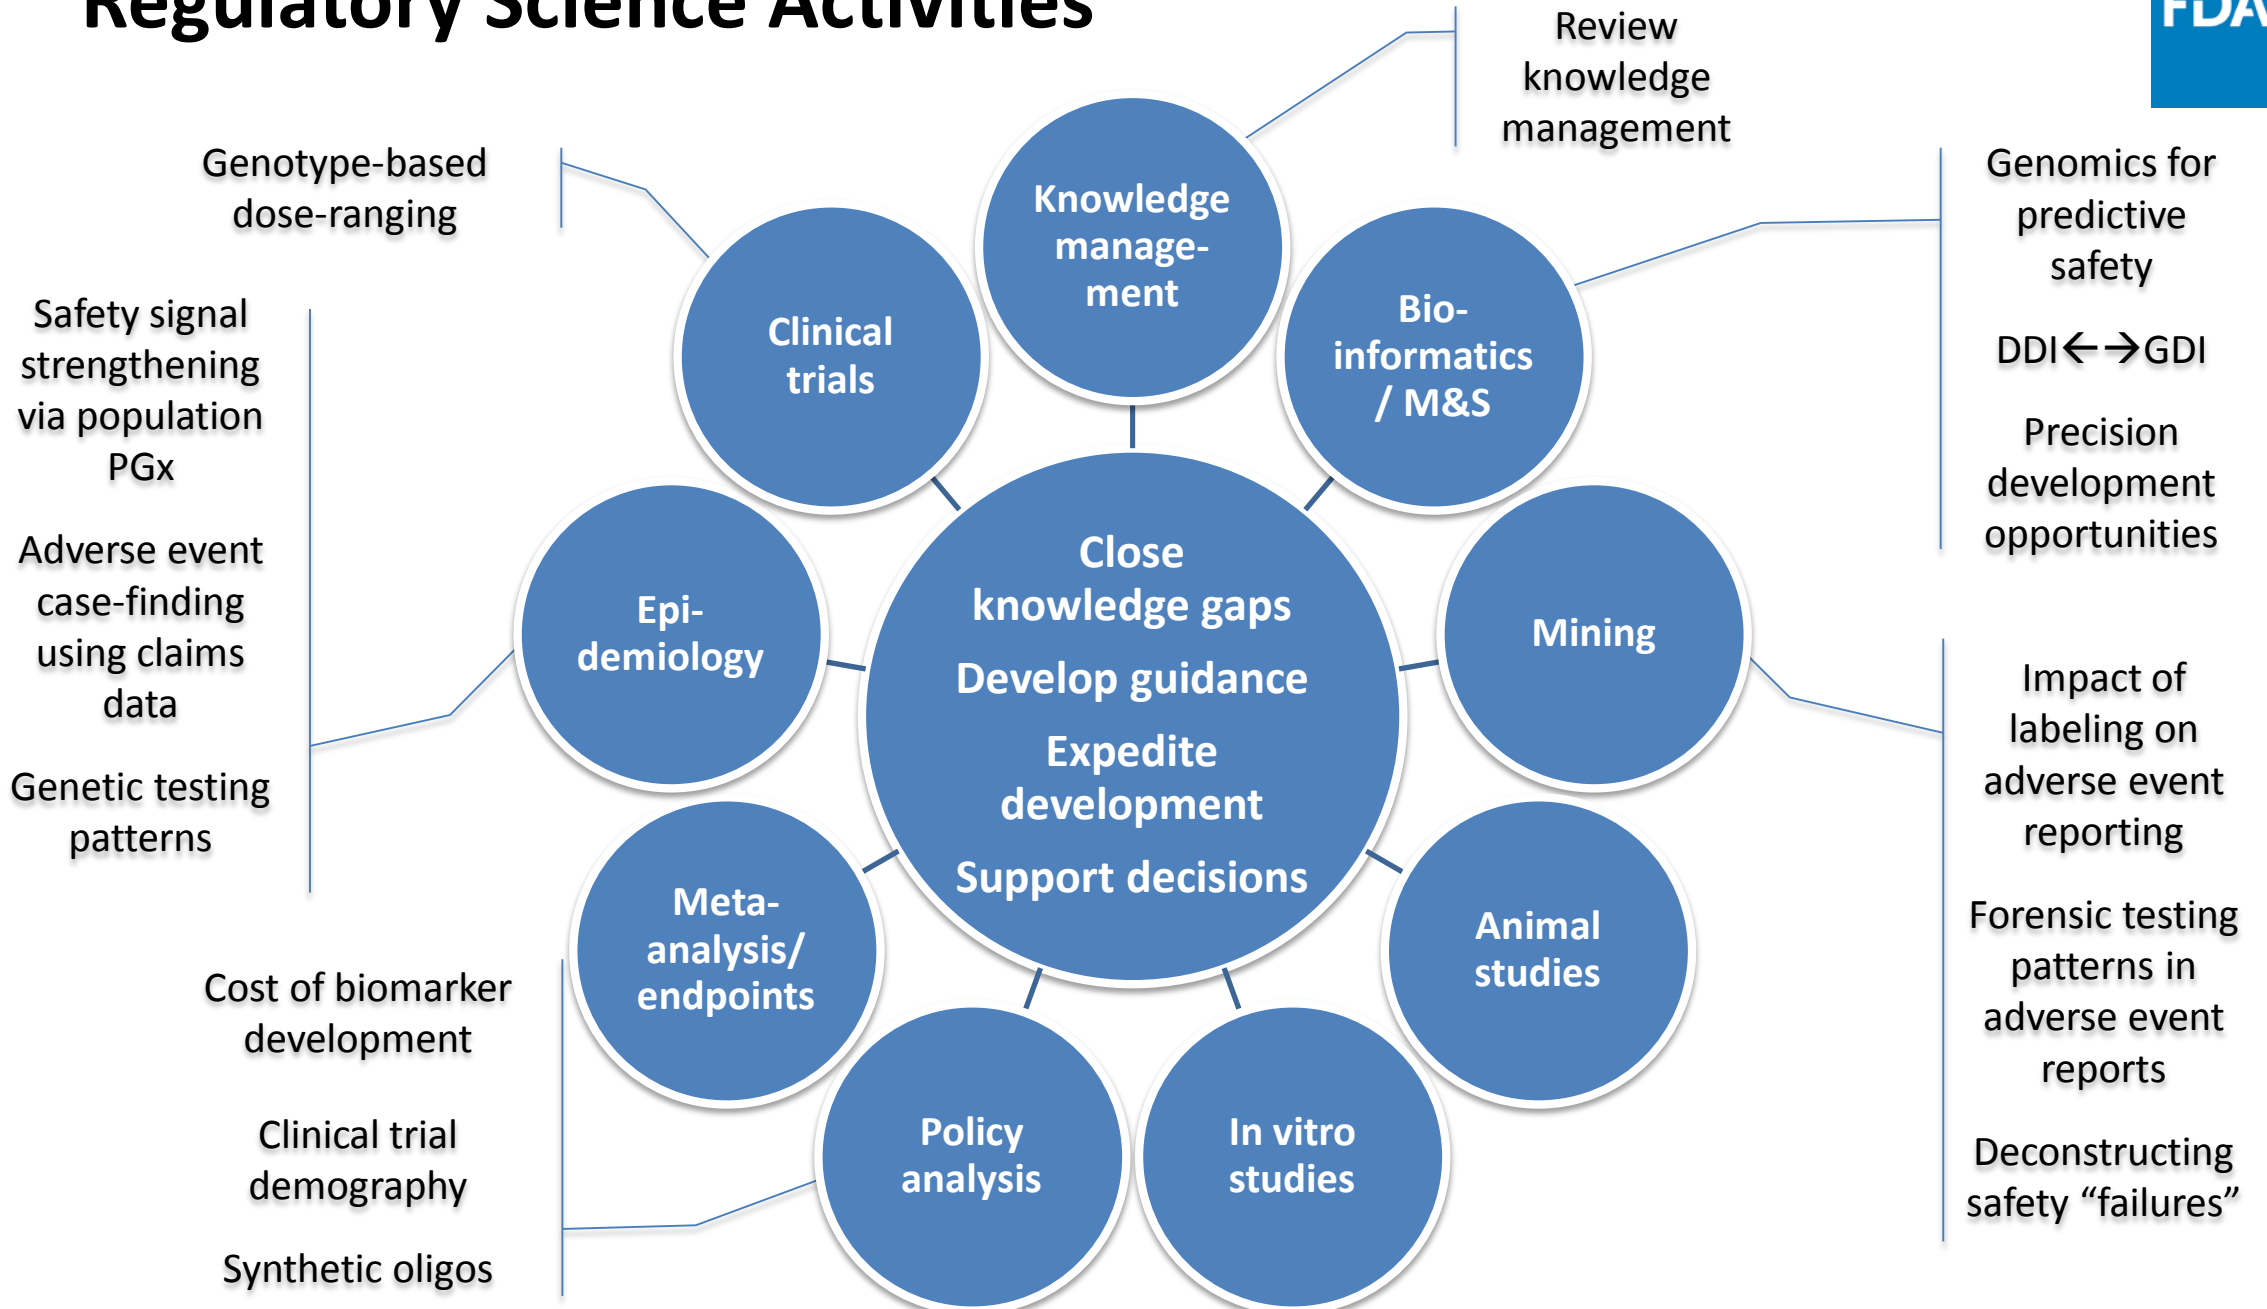 Regulatory Science Activities
FDA
Review
knowledge
management
Genotype-based
dose-ranging
Safety signal
strengthening
via population
PGx
Adverse event
case-finding
using claims
data
Genetic testing
patterns
Cost of biomarker
development
Clinical trial
demography
Synthetic oligos
Knowledge
manage-
ment
Clinical
trials
Bio-
informatics
/ M&S
Epi-
demiology
Mining
Close
knowledge gaps
Develop guidance
Expedite
development
Support decisions
Meta-
analysis/
endpoints
Animal
studies
Policy
analysis
In vitro
studies
Genomics for
predictive
safety
DDI←→GDI
Precision
development
opportunities
Impact of
labeling on
adverse event
reporting
Forensic testing
patterns in
adverse event
reports
Deconstructing
safety “failures”